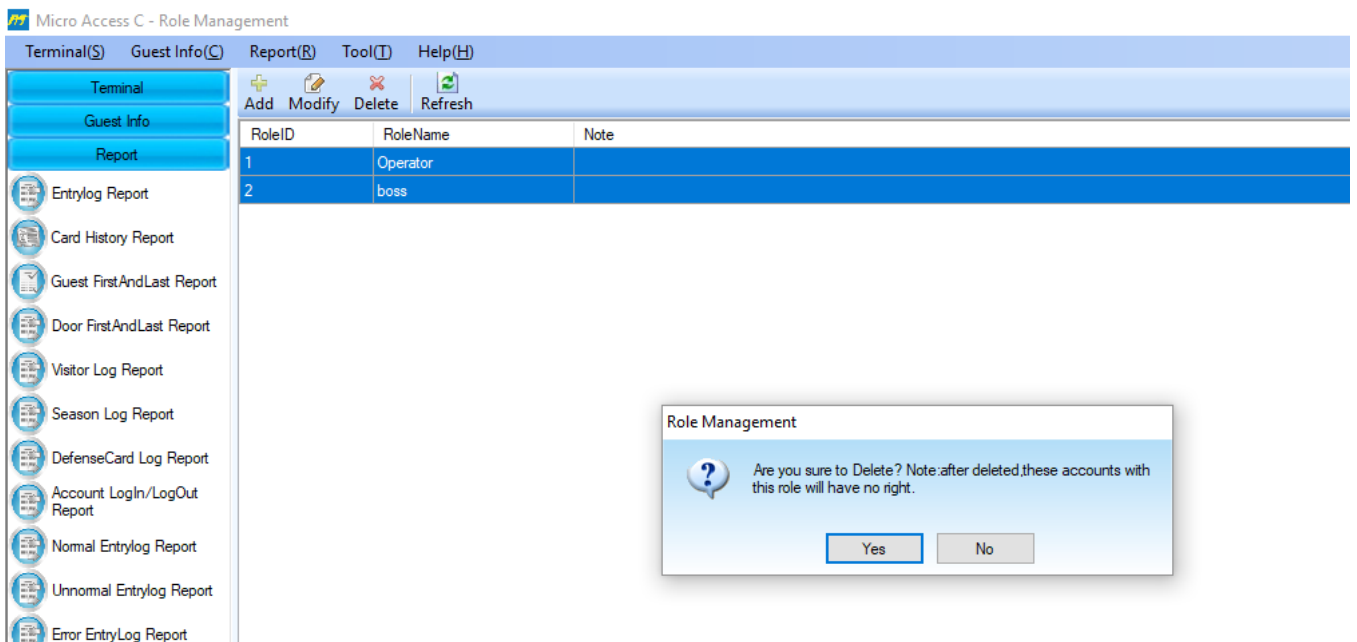 Micro Access C - Role Management
Terminal(S) Guest Info(C) Report(R) Tool(T) Help(H)
Terminal
Guest Info
Report
Entrylog Report
Card History Report
Guest FirstAndLast Report
Door FirstAndLast Report
Visitor Log Report
Season Log Report
DefenseCard Log Report
Account LogIn/LogOut
Report
Normal Entrylog Report
Unnormal Entrylog Report
Error EntryLog Report
Add Modify Delete Refresh
RoleID RoleName Note
1 Operator
2 boss
Role Management
Are you sure to Delete? Note:after deleted,these accounts with
this role will have no right.
Yes No